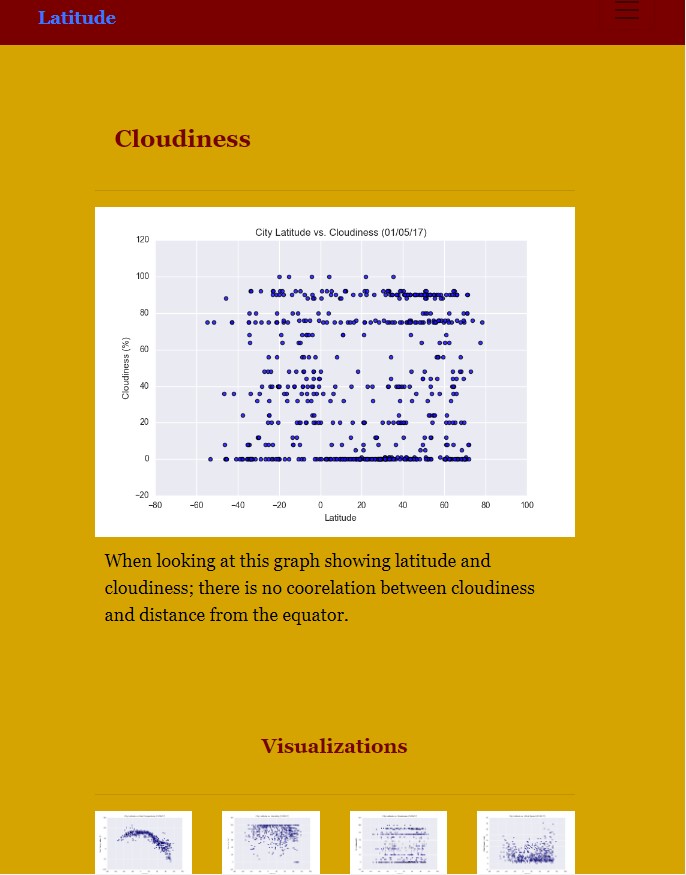 Latitude
Cloudiness
City Latitude vs. Cloudiness (01/05/17)
120
100
80
60
40
20
0
−20
Cloudiness (%)
−80 −60 −40 −20 0 20 40 60 80 100
Latitude
When looking at this graph showing latitude and
cloudiness; there is no coorelation between cloudiness
and distance from the equator.
Visualizations